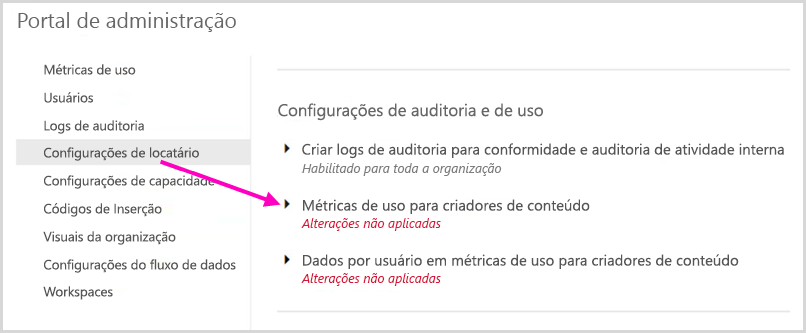 Portal de administração
Métricas de uso
Usuários
Logs de auditoria
Configurações de locatário
Configurações de capacidade
Códigos de Inserção
Visuais da organização
Configurações do fluxo de dados
Workspaces
Configurações de auditoria e de uso
Criar logs de auditoria para conformidade e auditoria de atividade interna
Habilitado para toda a organização
Métricas de uso para criadores de conteúdo
Alterações não aplicadas
Dados por usuário em métricas de uso para criadores de conteúdo
Alterações não aplicadas